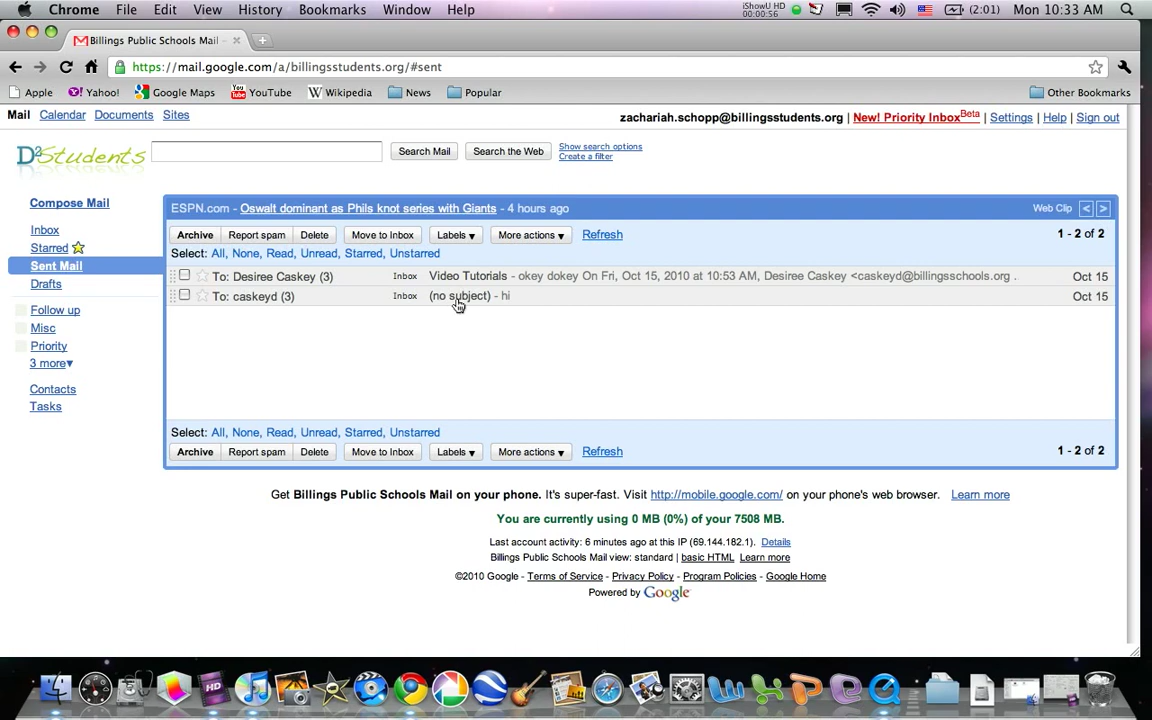 Chrome File Edit View History Bookmarks Window Help iShowU HD 00:00:56 (2:01) Mon 10:33 AM
Billings Public Schools Mail -
https://mail.google.com/a/billingsstudents.org/#sent
Apple Yahoo! Google Maps YouTube Wikipedia News Popular Other Bookmarks
Mail Calendar Documents Sites zachariah.schopp@billingsstudents.org | New! Priority Inbox Beta | Settings | Help | Sign out
D2Students Search Mail Search the Web Show search options
Create a filter
Compose Mail
Inbox
Starred
Sent Mail
Drafts
Follow up
Misc
Priority
3 more▼
Contacts
Tasks
ESPN.com - Oswalt dominant as Phils knot series with Giants - 4 hours ago Web Clip < >
Archive Report spam Delete Move to Inbox Labels ▼ More actions ▼ Refresh 1 - 2 of 2
Select: All, None, Read, Unread, Starred, Unstarred
To: Desiree Caskey (3) Inbox Video Tutorials - okey dokey On Fri, Oct 15, 2010 at 10:53 AM, Desiree Caskey <caskeyd@billingsschools.org . Oct 15
To: caskeyd (3) Inbox (no subject) - hi Oct 15
Select: All, None, Read, Unread, Starred, Unstarred
Archive Report spam Delete Move to Inbox Labels ▼ More actions ▼ Refresh 1 - 2 of 2
Get Billings Public Schools Mail on your phone. It's super-fast. Visit http://mobile.google.com/ on your phone's web browser. Learn more
You are currently using 0 MB (0%) of your 7508 MB.
Last account activity: 6 minutes ago at this IP (69.144.182.1). Details
Billings Public Schools Mail view: standard | basic HTML Learn more
©2010 Google - Terms of Service - Privacy Policy - Program Policies - Google Home
Powered by Google
HD